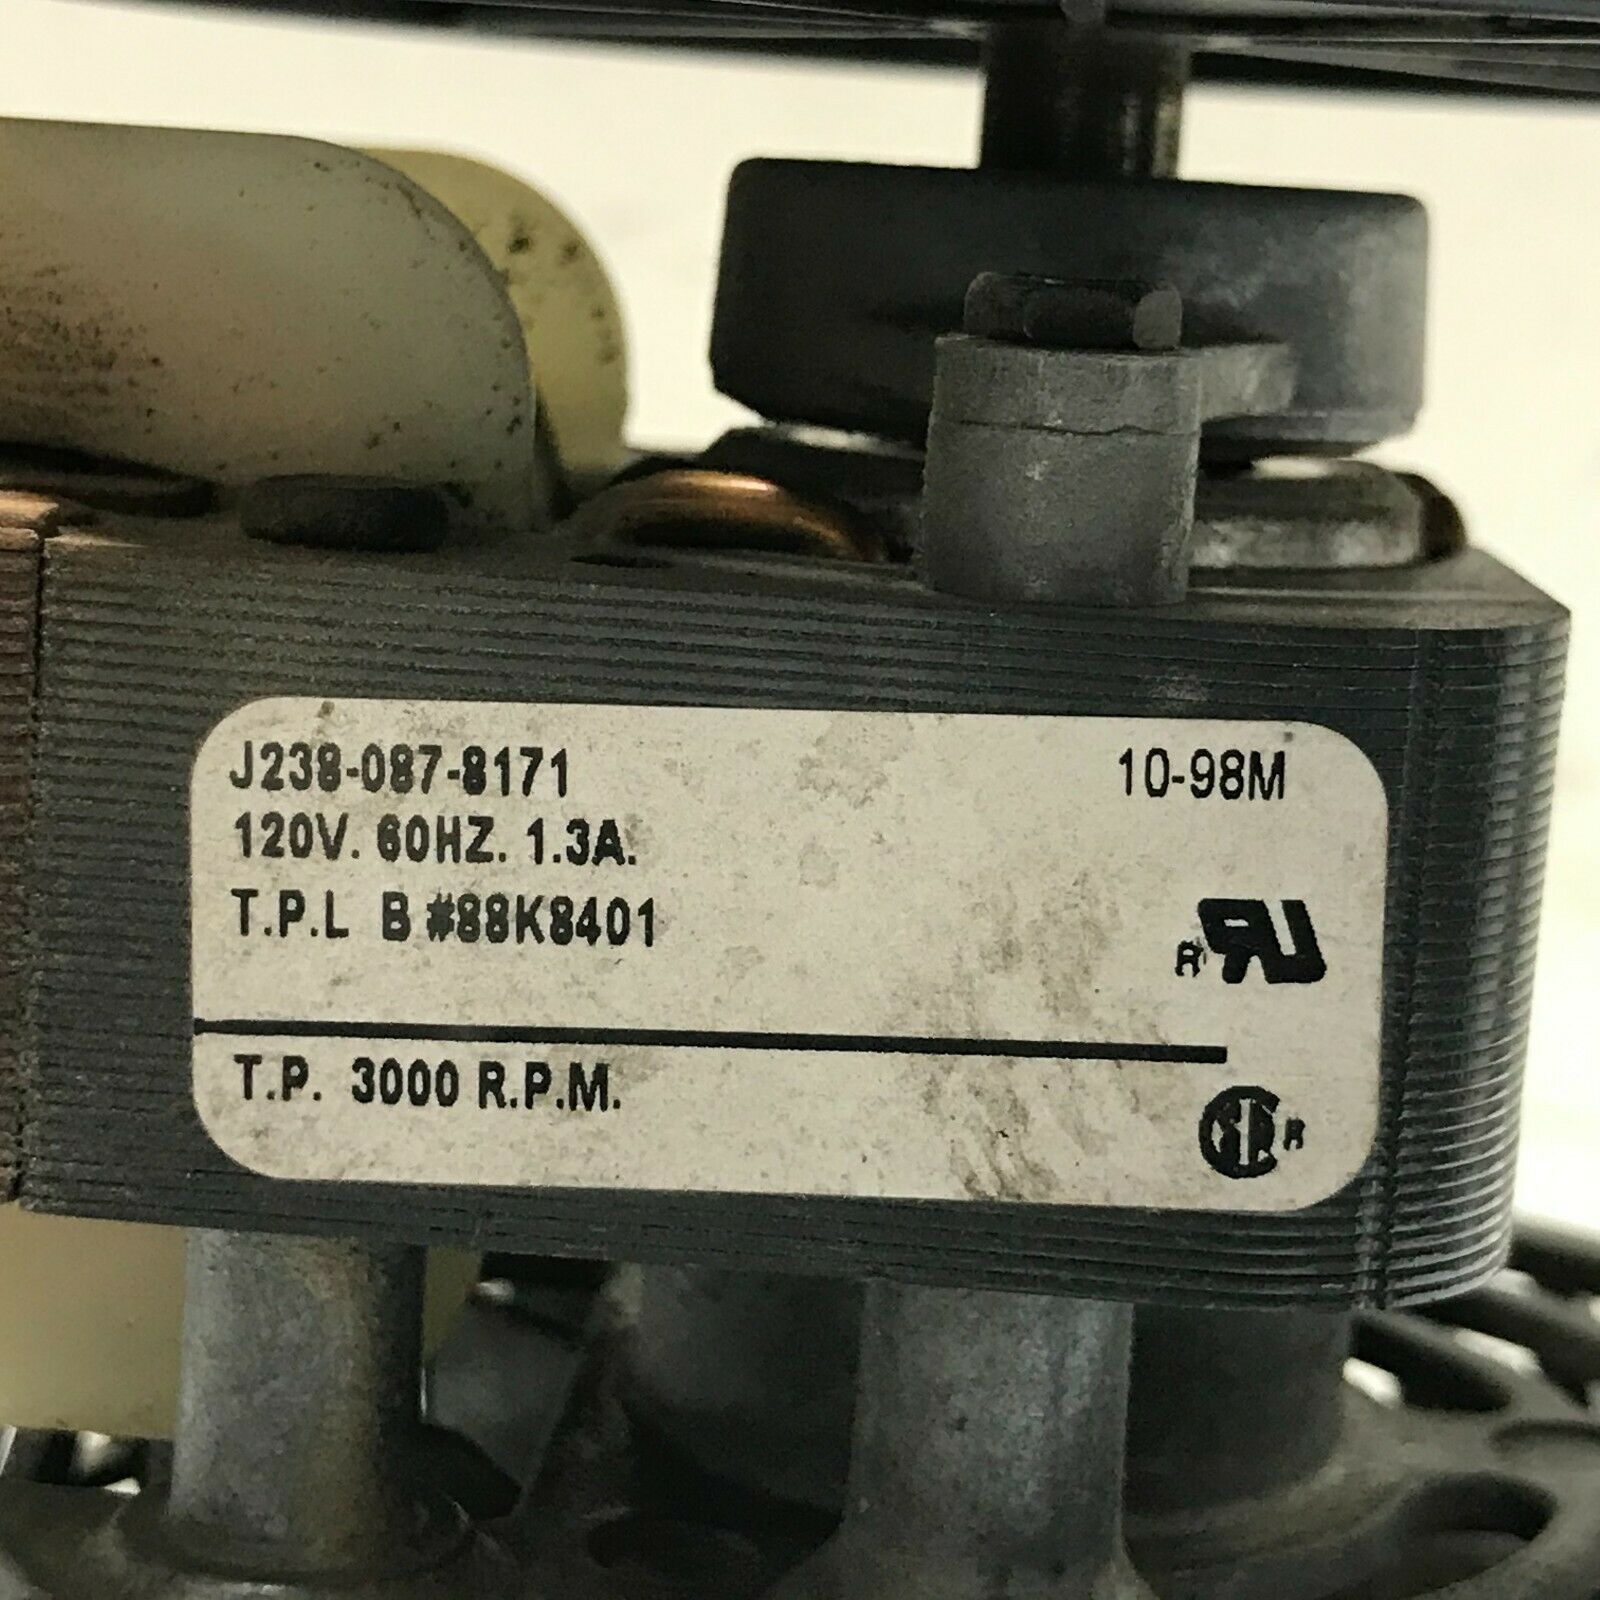 J238-087-8171 10-98M
120V. 60HZ. 1.3A.
T.P.L B #88K8401
R
T.P. 3000 R.P.M.
R